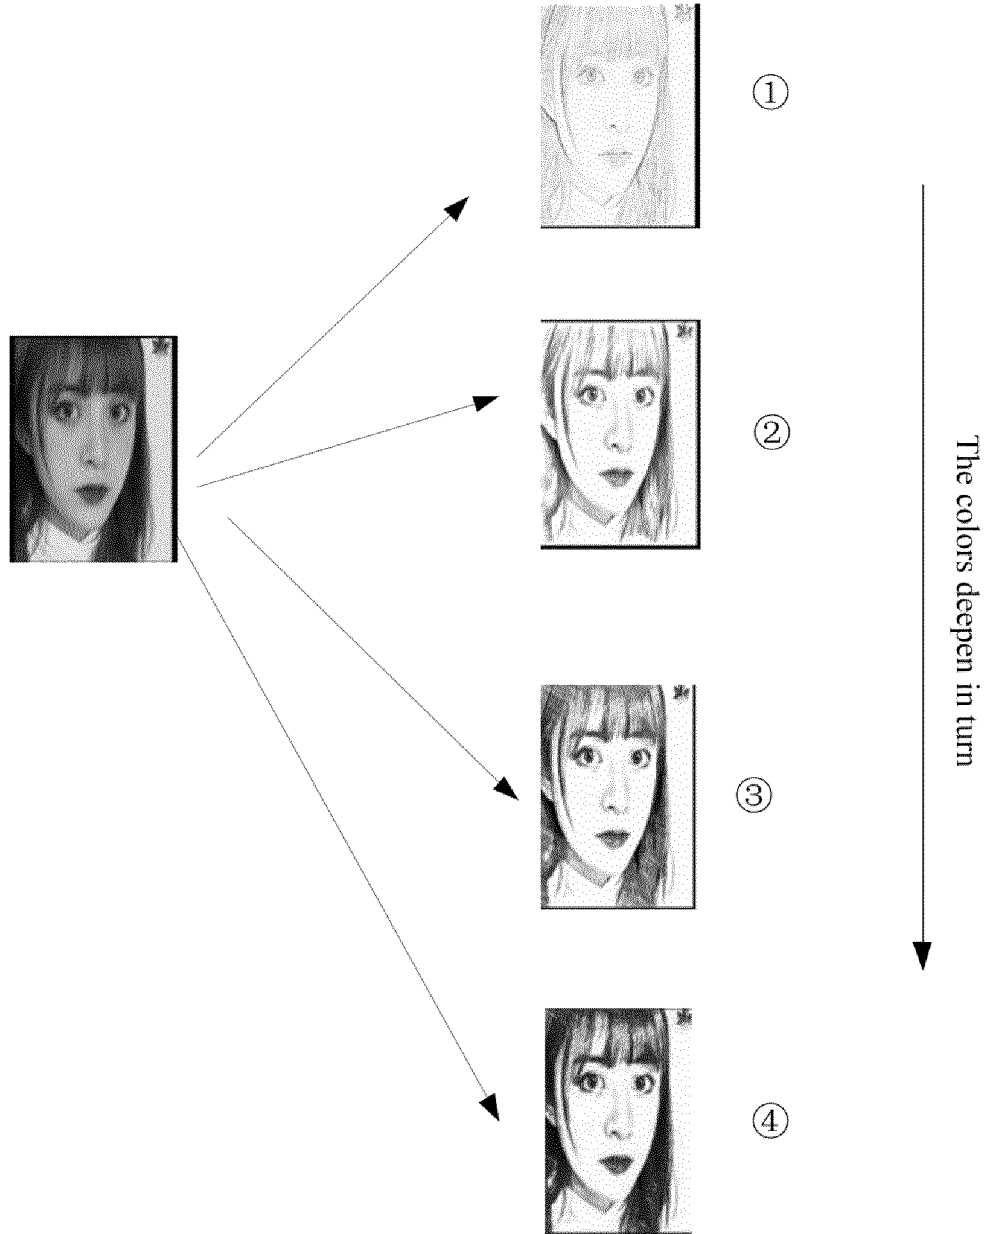 ①
②
③
④
The colors deepen in turn